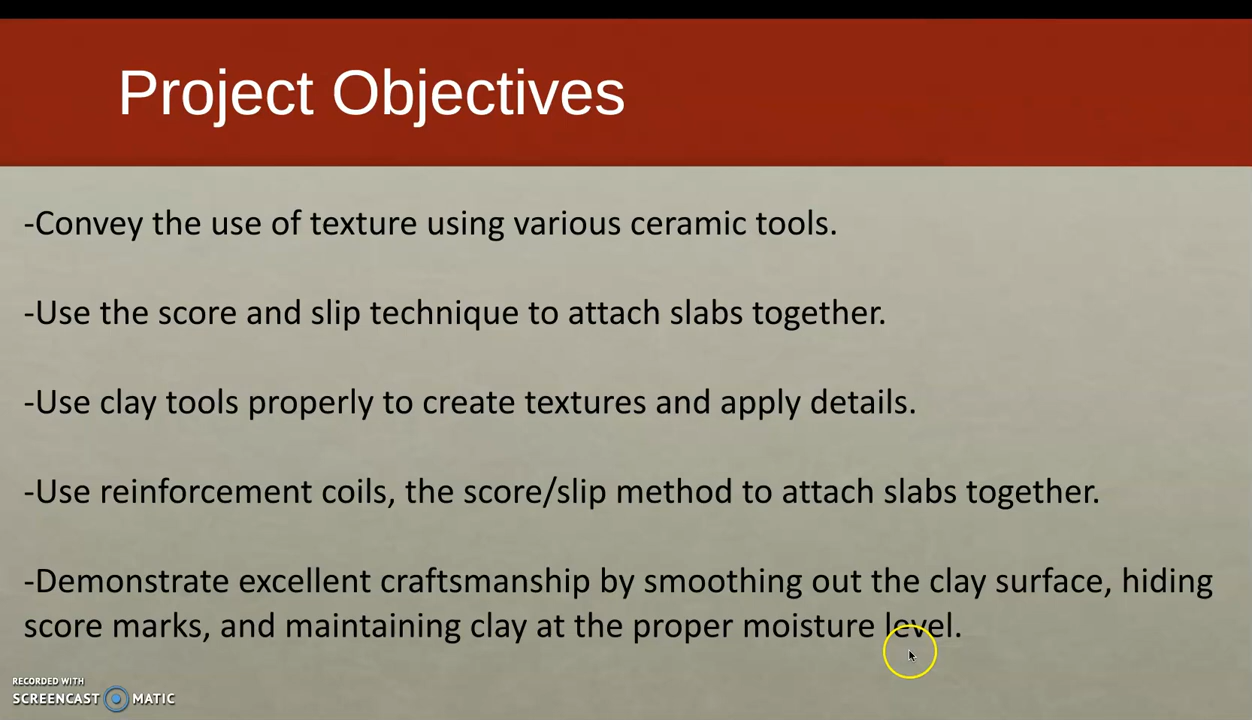 Project Objectives
-Convey the use of texture using various ceramic tools.
-Use the score and slip technique to attach slabs together.
-Use clay tools properly to create textures and apply details.
-Use reinforcement coils, the score/slip method to attach slabs together.
-Demonstrate excellent craftsmanship by smoothing out the clay surface, hiding
score marks, and maintaining clay at the proper moisture level.
RECORDED WITH
SCREENCAST MATIC